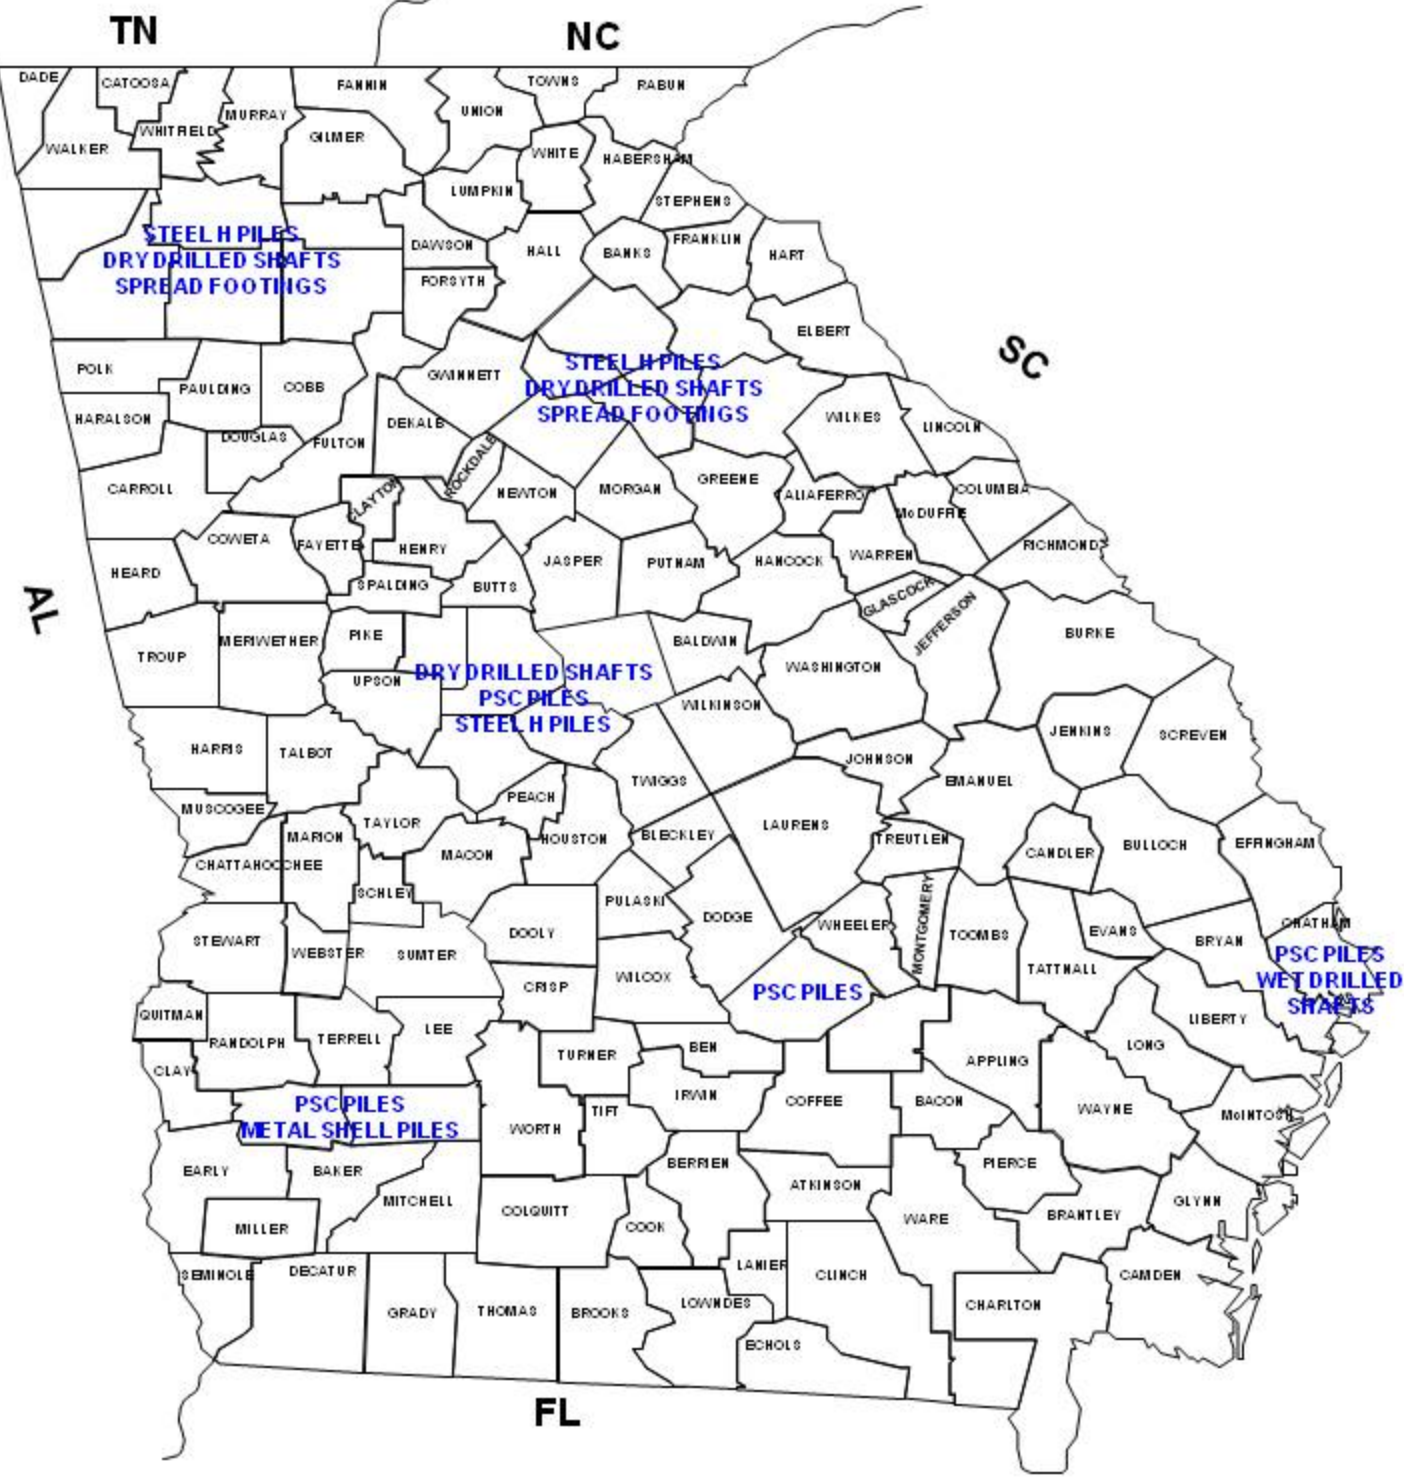 TN
NC
DADE
CATOOSA
FANNIN
TOWNS
RABUN
UNION
MURRAY
WHITFIELD
GILMER
WALKER
WHITE
HABERSHAM
LUMPKIN
STEPHENS
STEEL H PILES
DRY DRILLED SHAFTS
SPREAD FOOTINGS
DAWSON
HALL
BANKS
FRANKLIN
HART
FORSYTH
ELBERT
SC
POLK
PAULDING
COBB
GWINNETT
STEEL H PILES
DRY DRILLED SHAFTS
SPREAD FOOTINGS
HARALSON
DOUGLAS
FULTON
DEKALB
WILKES
LINCOLN
ROCKDALE
CARROLL
CLAYTON
NEWTON
MORGAN
GREENE
TALIAFERRO
COLUMBIA
McDUFFIE
COWETA
FAYETTE
HENRY
JASPER
PUTNAM
HANCOCK
WARREN
RICHMOND
AL
HEARD
SPALDING
BUTTS
GLASCOCK
JEFFERSON
TROUP
MERIWETHER
PIKE
BALDWIN
BURKE
UPSON
DRY DRILLED SHAFTS
PSC PILES
STEEL H PILES
WASHINGTON
WILKINSON
HARRIS
TALBOT
JENKINS
SCREVEN
JOHNSON
TWIGGS
EMANUEL
MUSCOGEE
PEACH
TAYLOR
MARION
HOUSTON
BLECKLEY
LAURENS
TREUTLEN
CANDLER
BULLOCH
EFFINGHAM
CHATTAHOOCHEE
MACON
SCHLEY
PULASKI
DODGE
WHEELER
MONTGOMERY
TOOMBS
EVANS
CHATHAM
STEWART
WEBSTER
SUMTER
DOOLY
BRYAN
PSC PILES
WET DRILLED
SHAFTS
TATTNALL
CRISP
WILCOX
PSC PILES
QUITMAN
RANDOLPH
TERRELL
LEE
LIBERTY
LONG
TURNER
BEN
APPLING
CLAY
PSC PILES
METAL SHELL PILES
WORTH
TIFT
IRWIN
COFFEE
BACON
WAYNE
McINTOSH
EARLY
BAKER
BERRIEN
PIERCE
MITCHELL
ATKINSON
GLYNN
MILLER
COLQUITT
COOK
WARE
BRANTLEY
SEMINOLE
DECATUR
LANIER
CLINCH
CAMDEN
GRADY
THOMAS
BROOKS
LOWNDES
CHARLTON
ECHOLS
FL